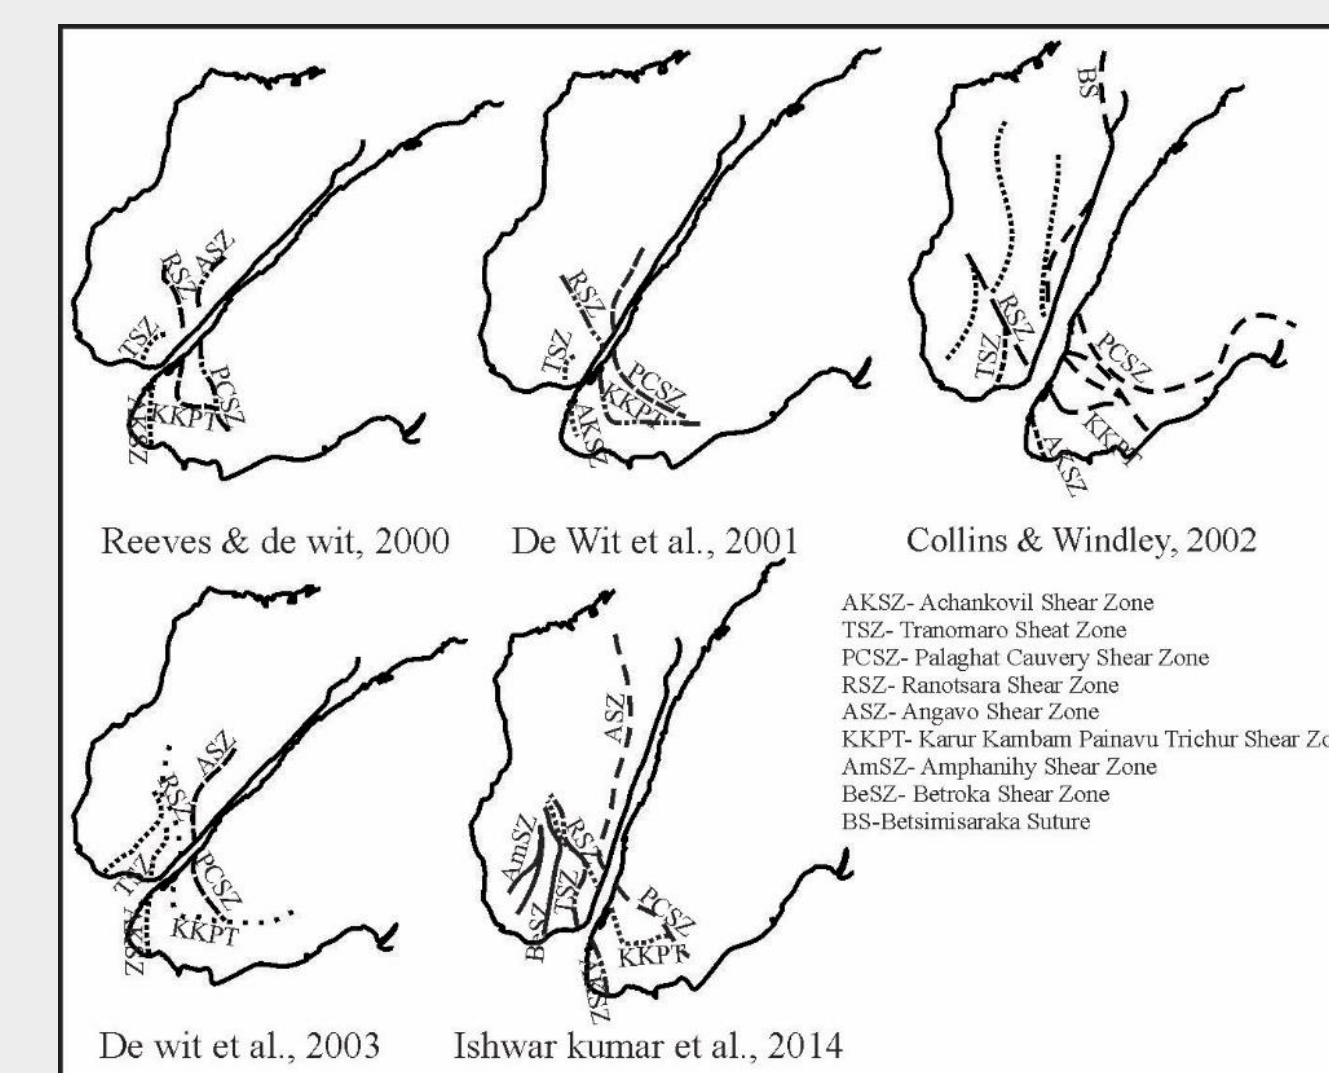 RSZ
ASZ
TSZ
PCSZ
KKPT
AKSZ
Reeves & de wit, 2000
RSZ
TSZ
PCSZ
KKPT
AKSZ
De Wit et al., 2001
BS
RSZ
TSZ
PCSZ
KKPT
AKSZ
Collins & Windley, 2002
ASZ
RSZ
TSZ
PCSZ
KKPT
AKSZ
De wit et al., 2003
ASZ
AmSZ
RSZ
TSZ
BeSZ
PCSZ
KKPT
AKSZ
Ishwar kumar et al., 2014
AKSZ- Achankovil Shear Zone
TSZ- Tranomaro Sheat Zone
PCSZ- Palaghat Cauvery Shear Zone
RSZ- Ranotsara Shear Zone
ASZ- Angavo Shear Zone
KKPT- Karur Kambam Painavu Trichur Shear Zo
AmSZ- Amphanihy Shear Zone
BeSZ- Betroka Shear Zone
BS-Betsimisaraka Suture